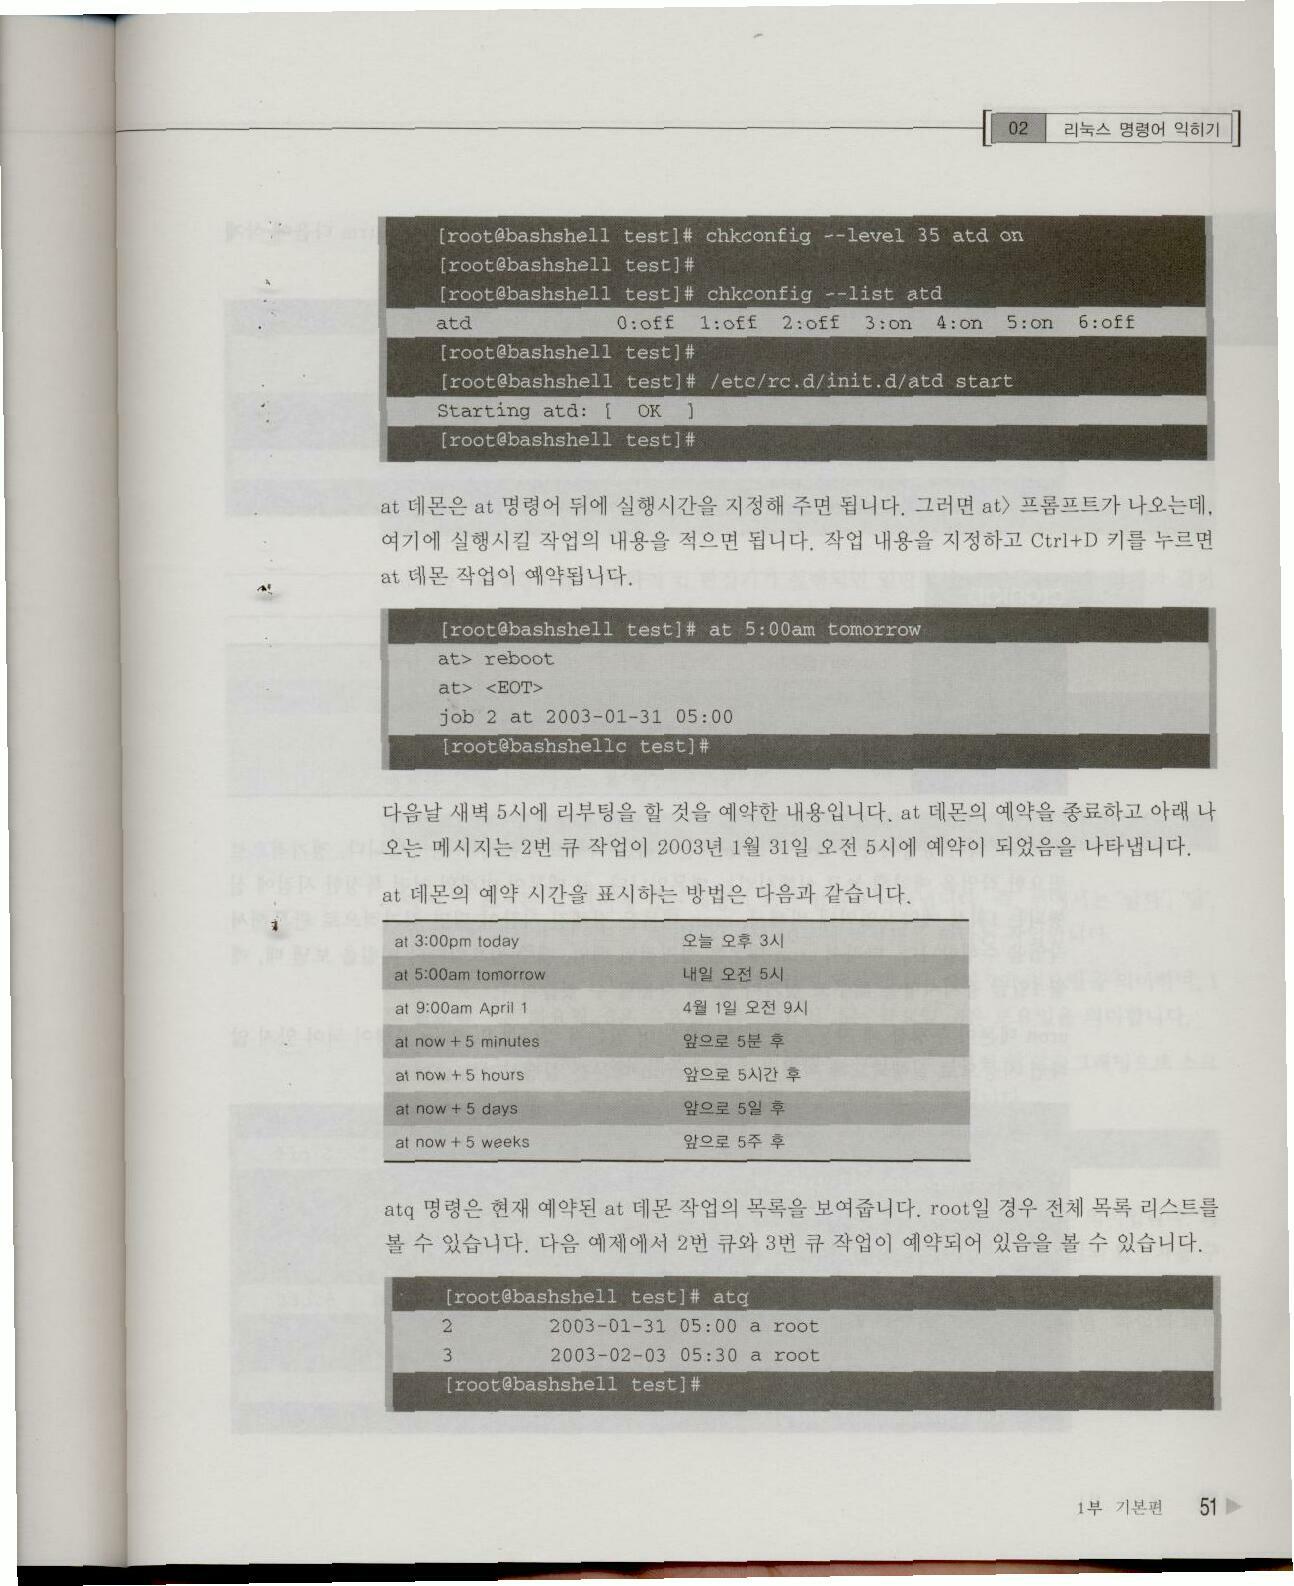 02 리눅스 명령어 익히기
[root@bashshell test]# chkconfig --level 35 atd on
[root@bashshell test]#
[root@bashshell test]# chkconfig --list atd
atd 0:off 1:off 2:off 3:on 4:on 5:on 6:off
[root@bashshell test]#
[root@bashshell test]# /etc/rc.d/init.d/atd start
Starting atd: [ OK ]
[root@bashshell test]#
at 데몬은 at 명령어 뒤에 실행시간을 지정해 주면 됩니다. 그러면 at> 프롬프트가 나오는데,
여기에 실행시킬 작업의 내용을 적으면 됩니다. 작업 내용을 지정하고 Ctrl+D 키를 누르면
at 데몬 작업이 예약됩니다.
[root@bashshell test]# at 5:00am tomorrow
at> reboot
at> <EOT>
job 2 at 2003-01-31 05:00
[root@bashshellc test]#
다음날 새벽 5시에 리부팅을 할 것을 예약한 내용입니다. at 데몬의 예약을 종료하고 아래 나
오는 메시지는 2번 큐 작업이 2003년 1월 31일 오전 5시에 예약이 되었음을 나타냅니다.
at 데몬의 예약 시간을 표시하는 방법은 다음과 같습니다.
at 3:00pm today 오늘 오후 3시
at 5:00am tomorrow 내일 오전 5시
at 9:00am April 1 4월 1일 오전 9시
at now + 5 minutes 앞으로 5분 후
at now + 5 hours 앞으로 5시간 후
at now + 5 days 앞으로 5일 후
at now + 5 weeks 앞으로 5주 후
atq 명령은 현재 예약된 at 데몬 작업의 목록을 보여줍니다. root일 경우 전체 목록 리스트를
볼 수 있습니다. 다음 예제에서 2번 큐와 3번 큐 작업이 예약되어 있음을 볼 수 있습니다.
[root@bashshell test]# atq
2 2003-01-31 05:00 a root
3 2003-02-03 05:30 a root
[root@bashshell test]#
1부 기본편 51